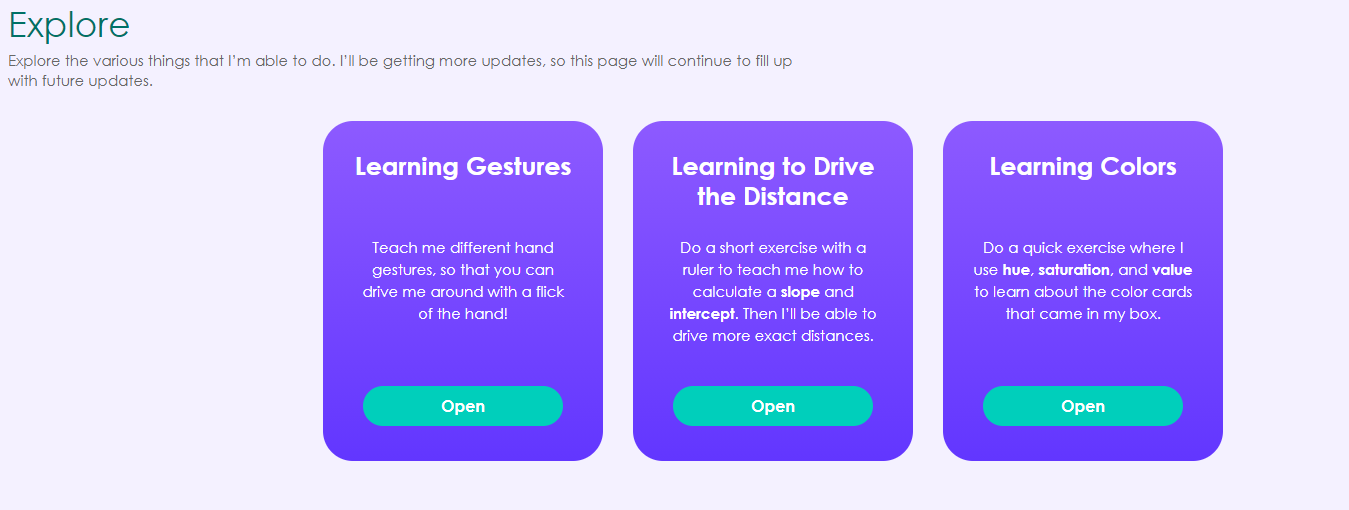 Explore
Explore the various things that I’m able to do. I’ll be getting more updates, so this page will continue to fill up
with future updates.
Learning Gestures
Teach me different hand
gestures, so that you can
drive me around with a flick
of the hand!
Open
Learning to Drive
the Distance
Do a short exercise with a
ruler to teach me how to
calculate a slope and
intercept. Then I’ll be able to
drive more exact distances.
Open
Learning Colors
Do a quick exercise where I
use hue, saturation, and value
to learn about the color cards
that came in my box.
Open